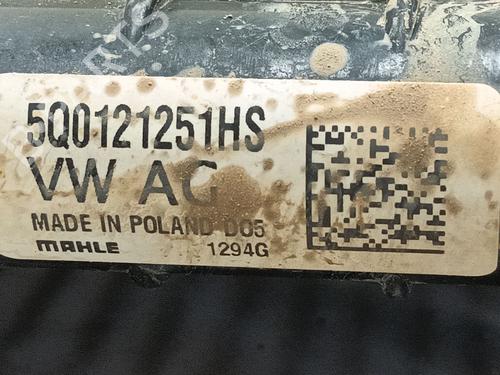 5Q0121251HS
VW AG
MADE IN POLAND D05
MAHLE 1294G